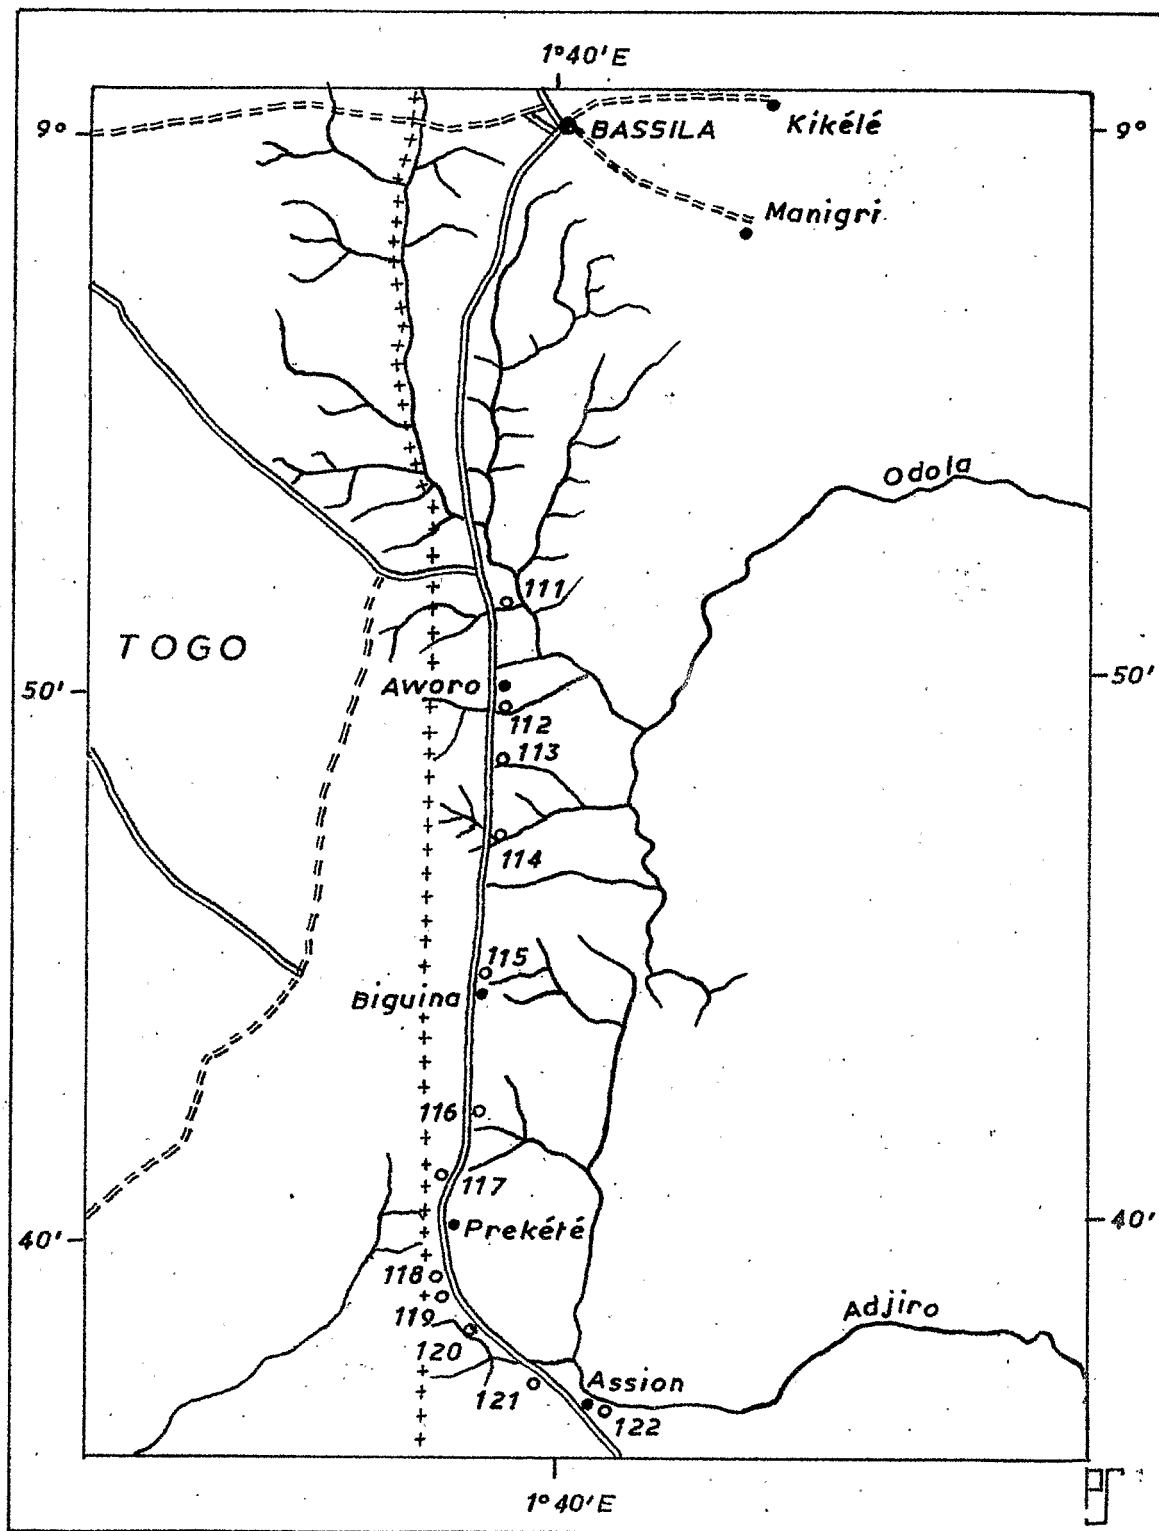 1°40'E
9°
9°
BASSILA
Kikélé
Manigri
Odola
111
TOGO
50'
50'
Aworo
112
113
114
115
Biguina
116
117
40'
40'
Prekété
118
119
Adjiro
120
Assion
121
122
1°40'E